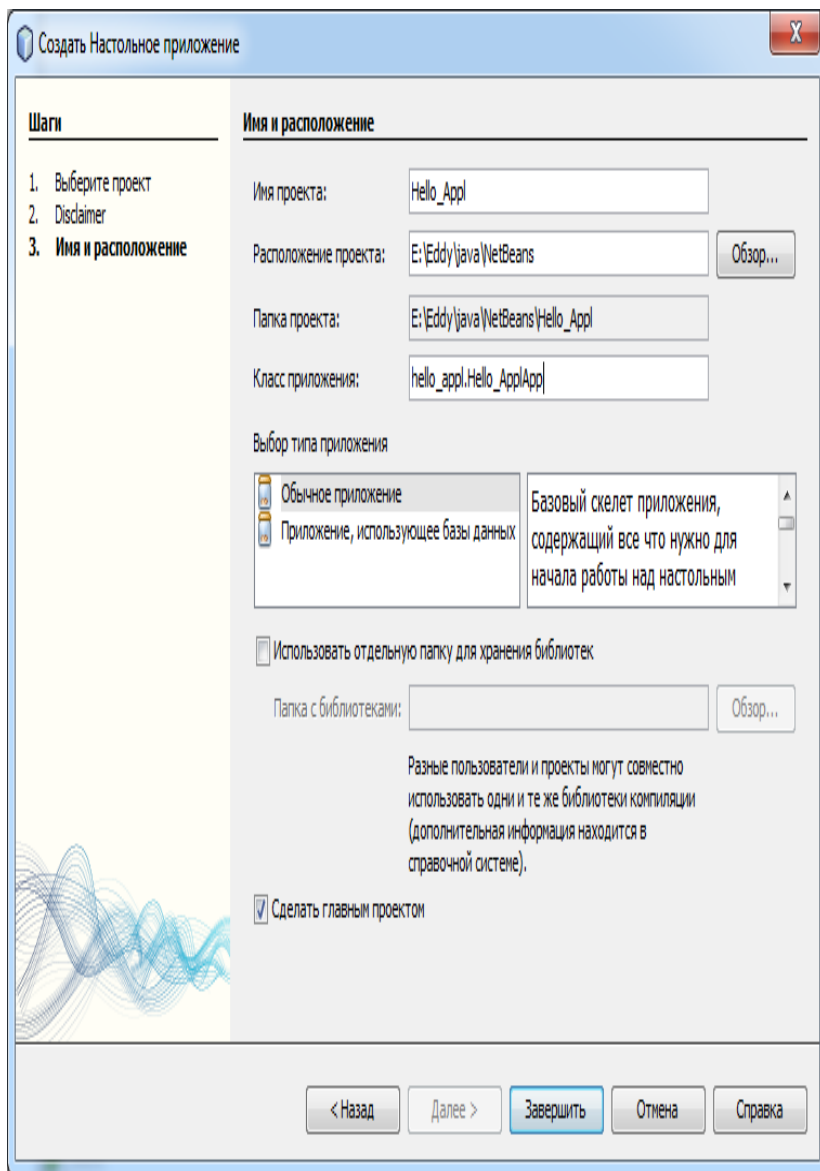 Создать Настольное приложение
Шаги
1. Выберите проект
2. Disclaimer
3. Имя и расположение
Имя и расположение
Имя проекта: Hello_Appl
Расположение проекта: E:\Eddy\java\NetBeans Обзор...
Папка проекта: E:\Eddy\java\NetBeans\Hello_Appl
Класс приложения: hello_appl.Hello_ApplApp
Выбор типа приложения
Обычное приложение
Приложение, использующее базы данных
Базовый скелет приложения,
содержащий все что нужно для
начала работы над настольным
Использовать отдельную папку для хранения библиотек
Папка с библиотеками: Обзор...
Разные пользователи и проекты могут совместно
использовать одни и те же библиотеки компиляции
(дополнительная информация находится в
справочной системе).
Сделать главным проектом
< Назад Далее > Завершить Отмена Справка